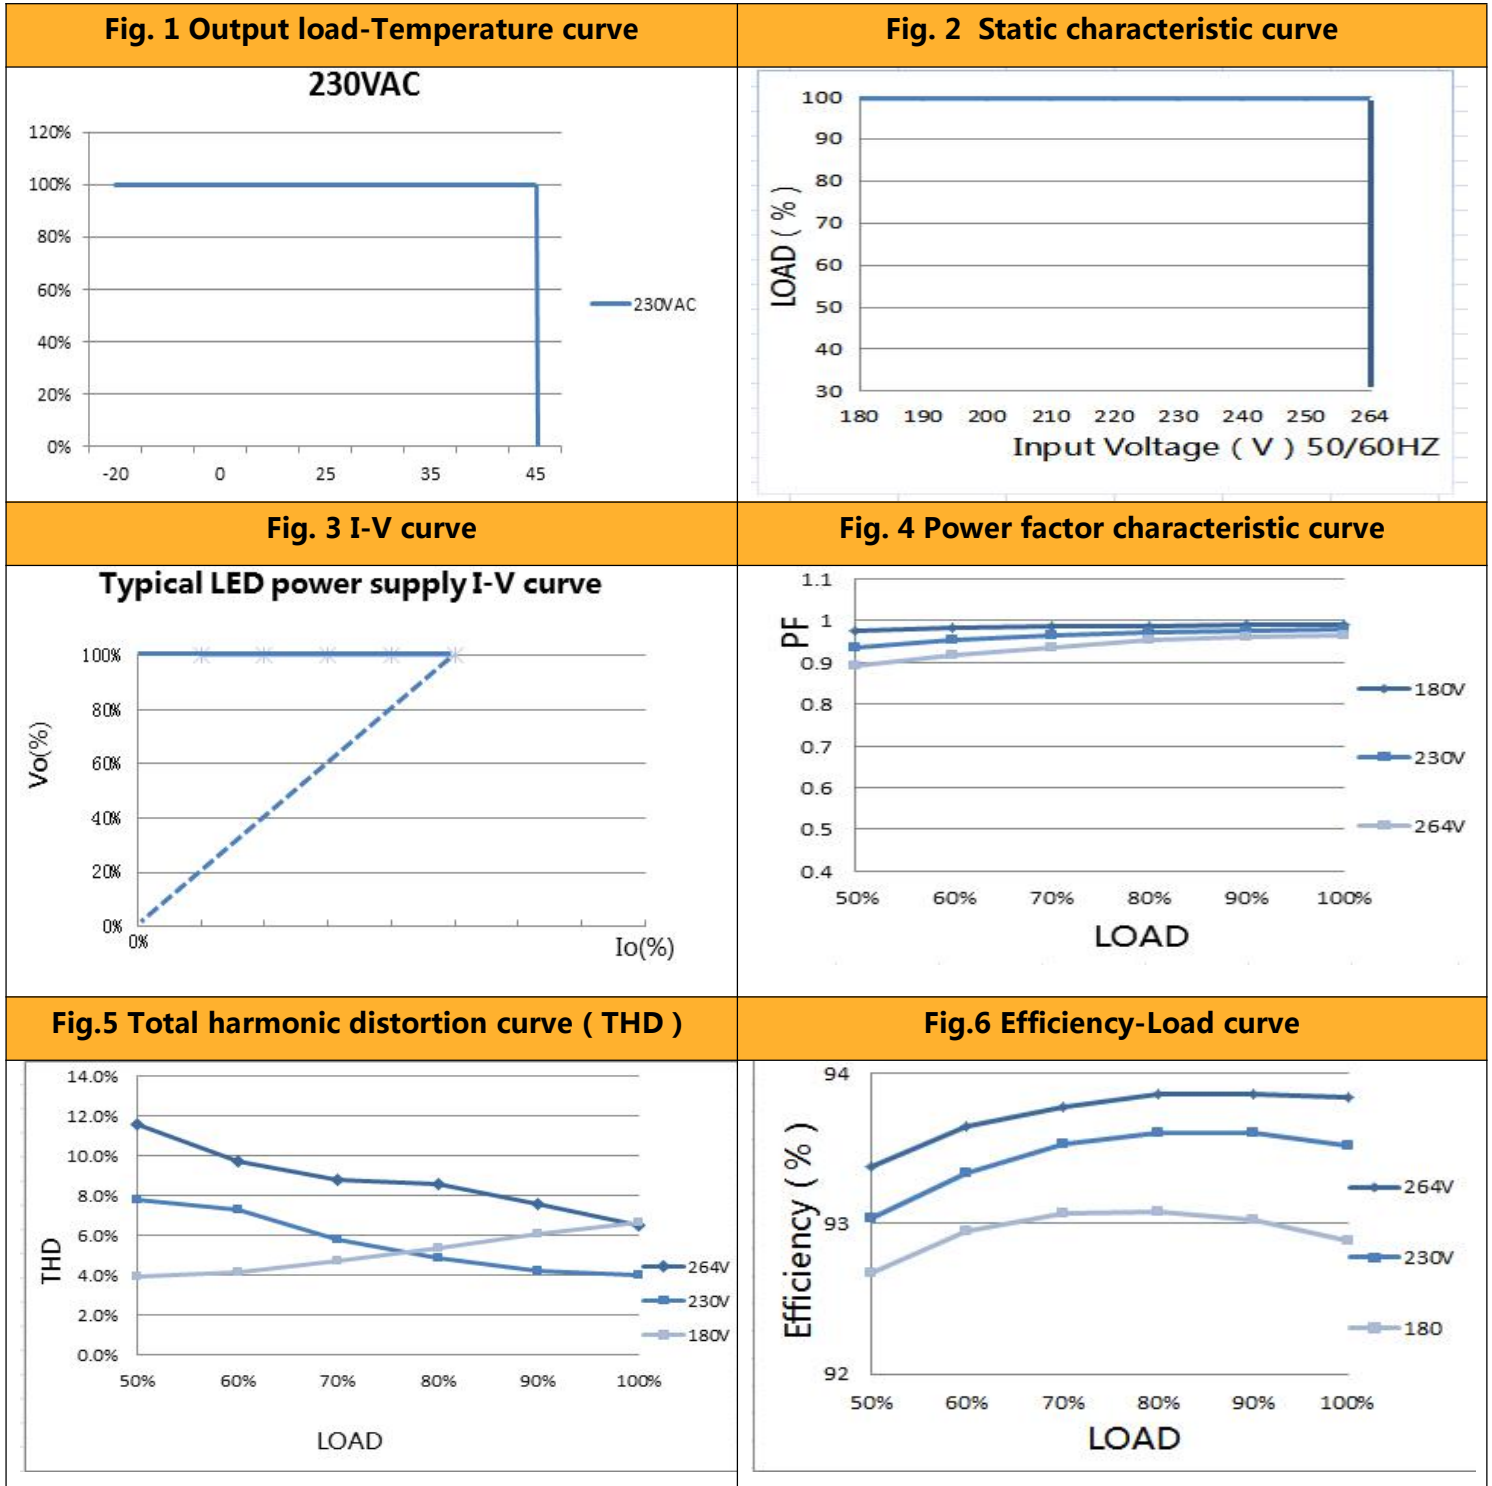 Fig. 1 Output load-Temperature curve
230VAC
120%
100%
80%
60%
40%
20%
0%
-20 0 25 35 45
230VAC
Fig. 2 Static characteristic curve
LOAD ( % )
100
90
80
70
60
50
40
30
180 190 200 210 220 230 240 250 264
Input Voltage ( V ) 50/60HZ
Fig. 3 I-V curve
Typical LED power supply I-V curve
Vo(%)
100%
80%
60%
40%
20%
0%
0%
Io(%)
Fig. 4 Power factor characteristic curve
PF
1.1
1
0.9
0.8
0.7
0.6
0.5
0.4
50% 60% 70% 80% 90% 100%
LOAD
180V
230V
264V
Fig.5 Total harmonic distortion curve ( THD )
THD
14.0%
12.0%
10.0%
8.0%
6.0%
4.0%
2.0%
0.0%
50% 60% 70% 80% 90% 100%
LOAD
264V
230V
180V
Fig.6 Efficiency-Load curve
Efficiency ( % )
94
93
92
50% 60% 70% 80% 90% 100%
LOAD
264V
230V
180